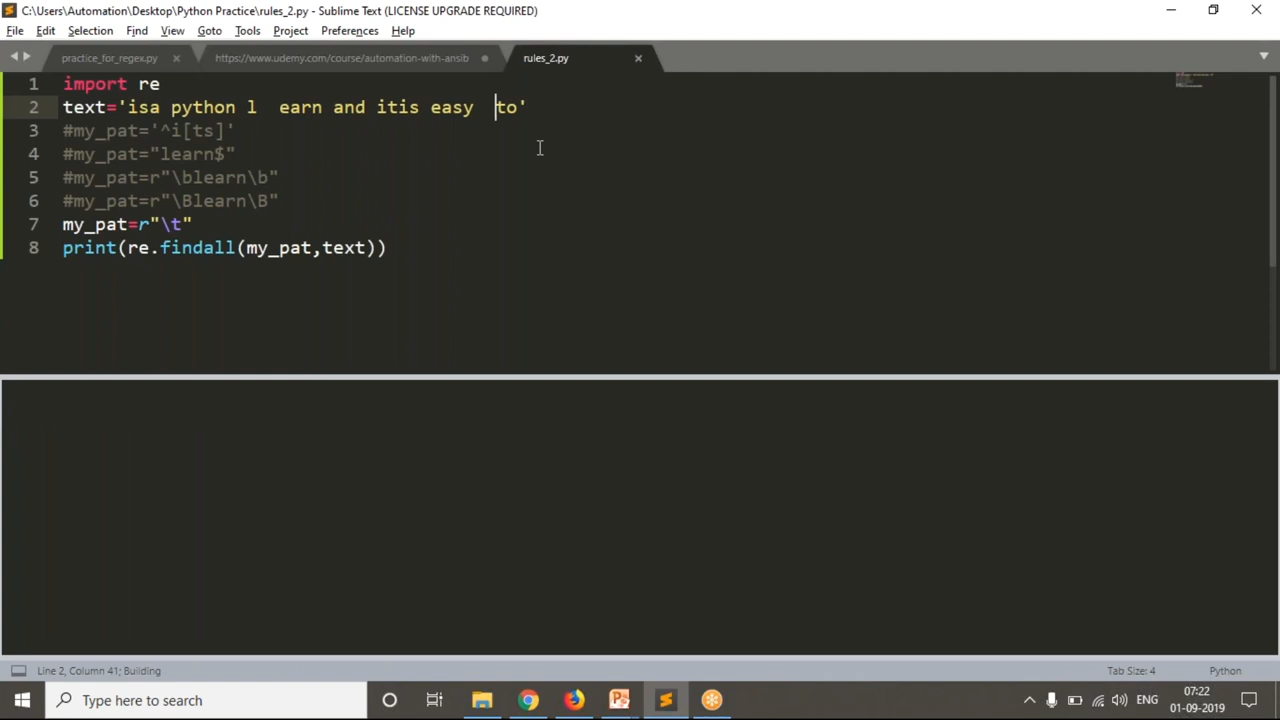 C:\Users\Automation\Desktop\Python Practice\rules_2.py - Sublime Text (LICENSE UPGRADE REQUIRED)
File Edit Selection Find View Goto Tools Project Preferences Help
practice_for_regex.py https://www.udemy.com/course/automation-with-ansib rules_2.py
1 import re
2 text='isa python l  earn and itis easy  to'
3 #my_pat='^i[ts]'
4 #my_pat="learn$"
5 #my_pat=r"\blearn\b"
6 #my_pat=r"\Blearn\B"
7 my_pat=r"\t"
8 print(re.findall(my_pat,text))
Line 2, Column 41; Building Tab Size: 4 Python
Type here to search ENG 07:22
01-09-2019